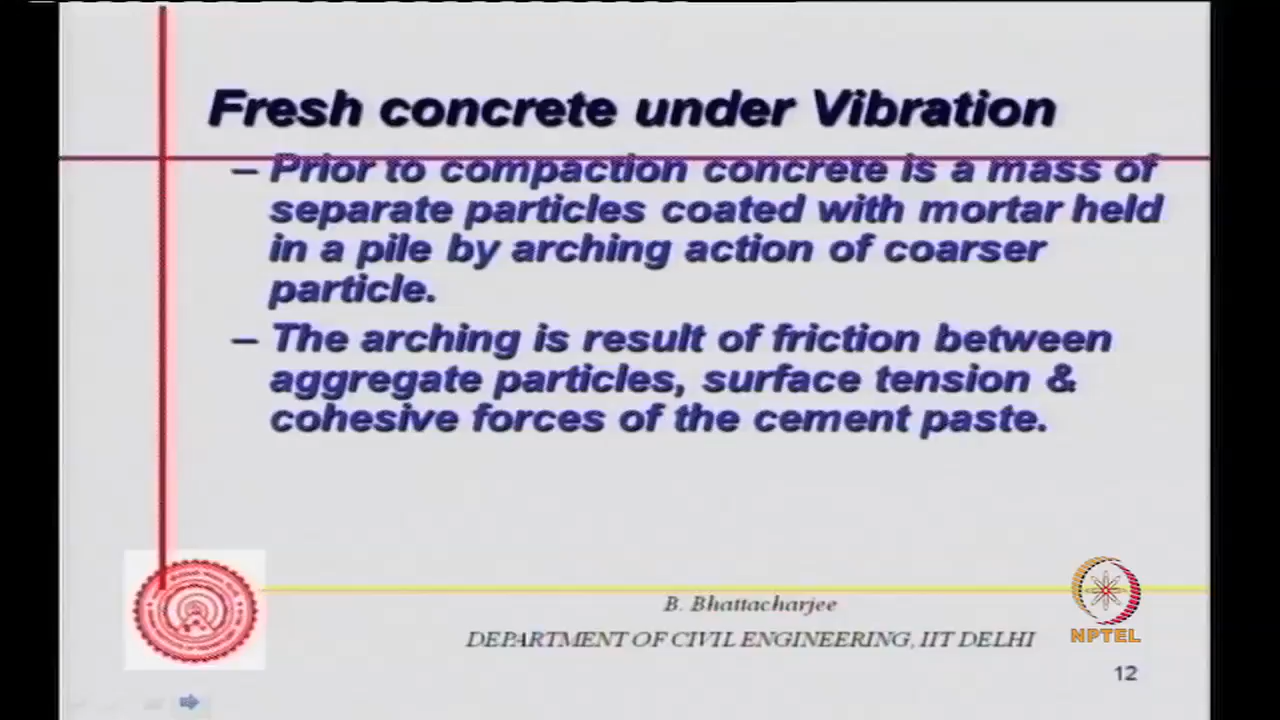 Fresh concrete under Vibration
– Prior to compaction concrete is a mass of
separate particles coated with mortar held
in a pile by arching action of coarser
particle.
– The arching is result of friction between
aggregate particles, surface tension &
cohesive forces of the cement paste.
B. Bhattacharjee
DEPARTMENT OF CIVIL ENGINEERING, IIT DELHI
NPTEL
12